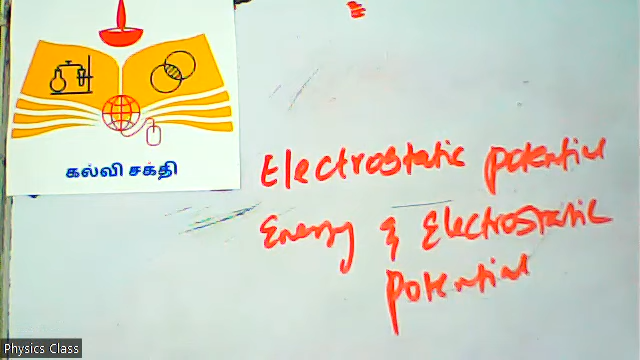 கல்வி சக்தி
Electrostatic potential
Energy & Electrostatic
potential
Physics Class